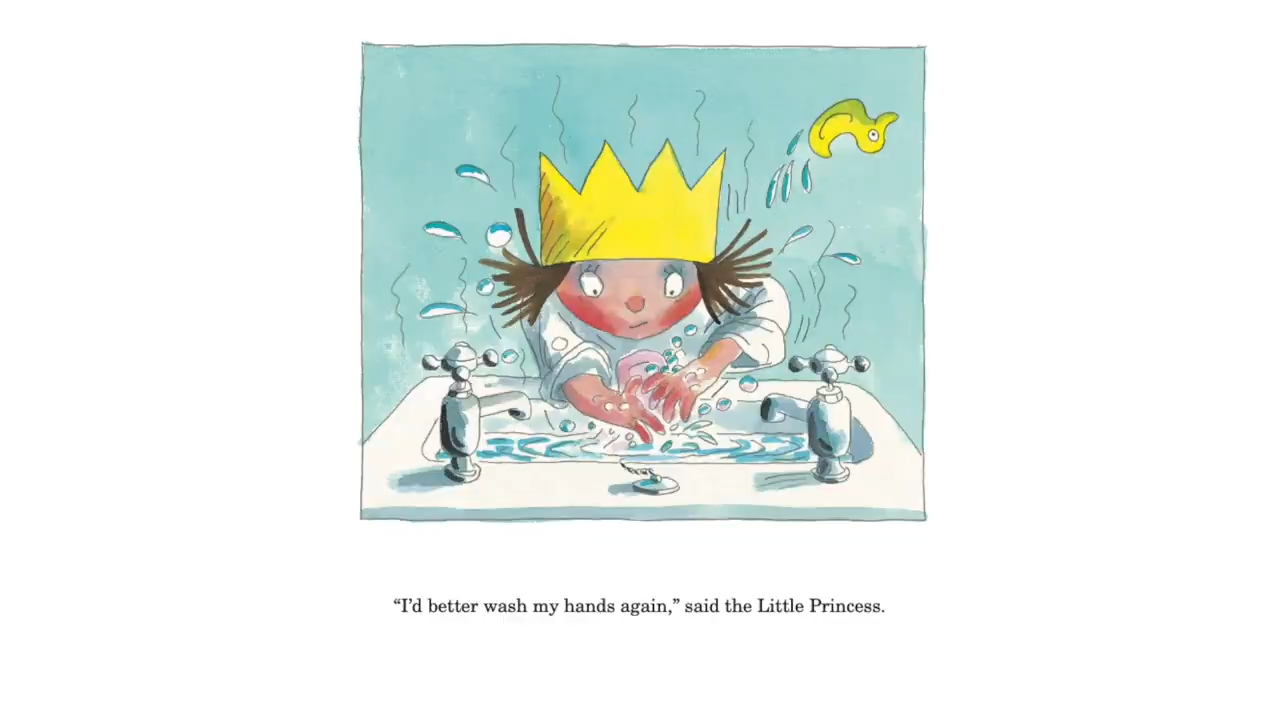 “I’d better wash my hands again,” said the Little Princess.